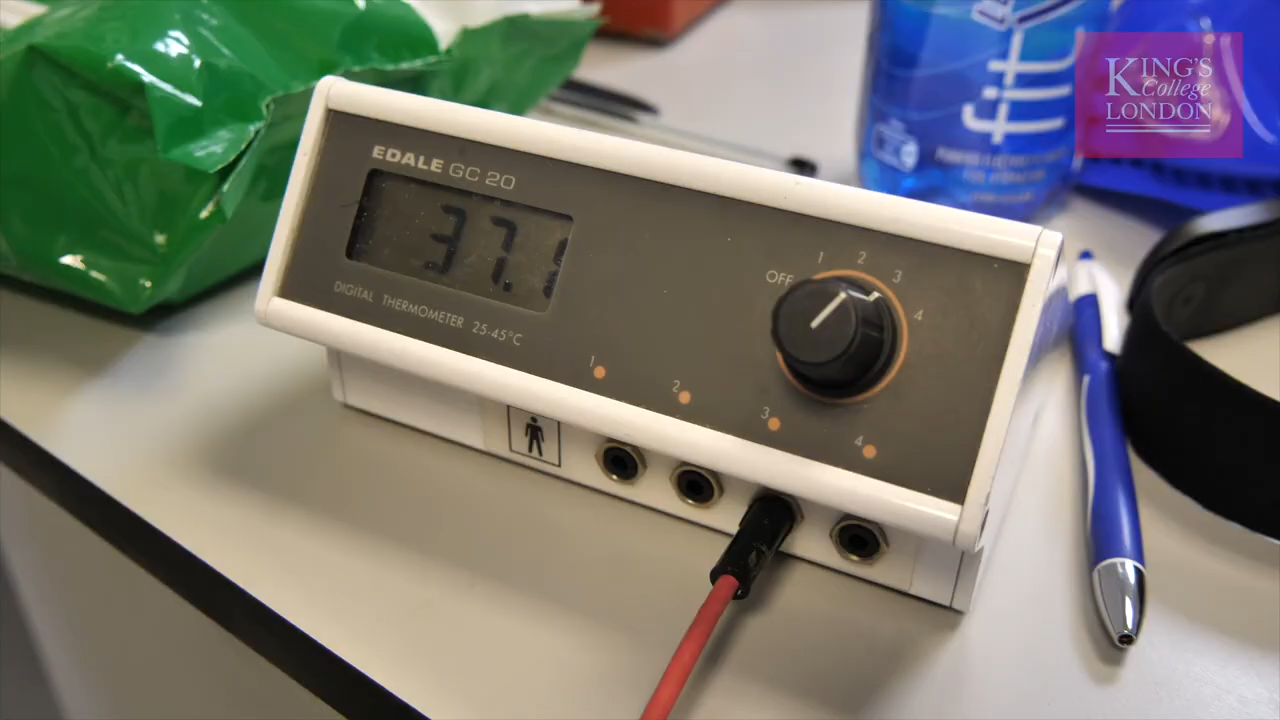 EDALE GC 20
37.
DIGITAL THERMOMETER 25-45°C
OFF 1 2 3 4
1 2 3 4
fit
KING'S
College
LONDON